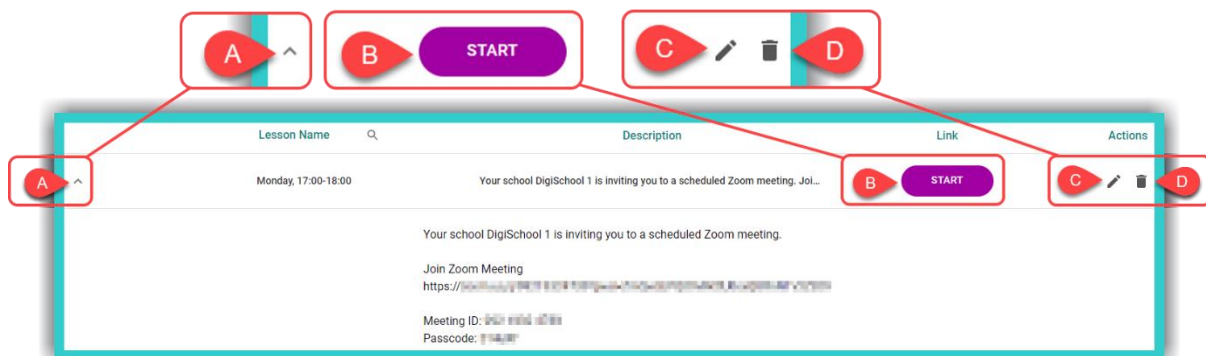 A
B
START
C
D
Lesson Name
Description
Link
Actions
A
Monday, 17:00-18:00
Your school DigiSchool 1 is inviting you to a scheduled Zoom meeting. Joi...
B
START
C
D
Your school DigiSchool 1 is inviting you to a scheduled Zoom meeting.
Join Zoom Meeting
https://
Meeting ID:
Passcode: